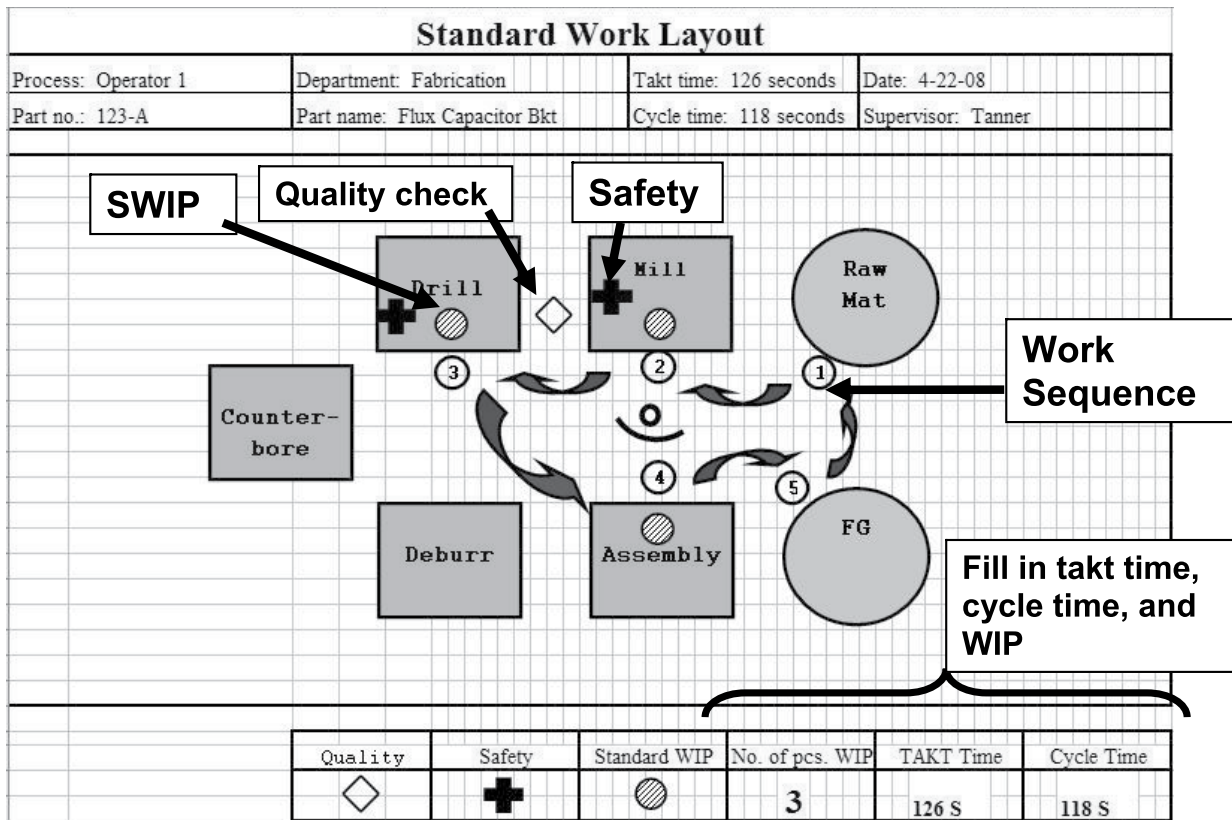 Standard Work Layout
Process: Operator 1
Department: Fabrication
Takt time: 126 seconds
Date: 4-22-08
Part no.: 123-A
Part name: Flux Capacitor Bkt
Cycle time: 118 seconds
Supervisor: Tanner
SWIP
Quality check
Safety
Drill
Mill
Raw
Mat
3
2
1
Work
Sequence
Counter-
bore
4
5
Deburr
Assembly
FG
Fill in takt time,
cycle time, and
WIP
Quality
Safety
Standard WIP
No. of pcs. WIP
TAKT Time
Cycle Time
3
126 S
118 S